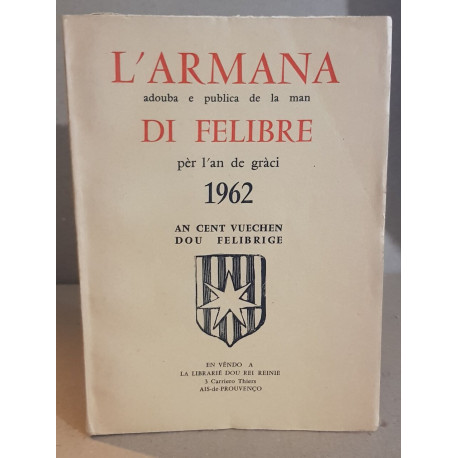 L'ARMANA
adouba e publica de la man
DI FELIBRE
pèr l'an de gràci
1962
AN CENT VUECHEN
DOU FELIBRIGE
EN VÈNDO A
LA LIBRARIÉ DOU REI REINIÉ
3 Carriero Thiers
AIS-de-PROUVENÇO